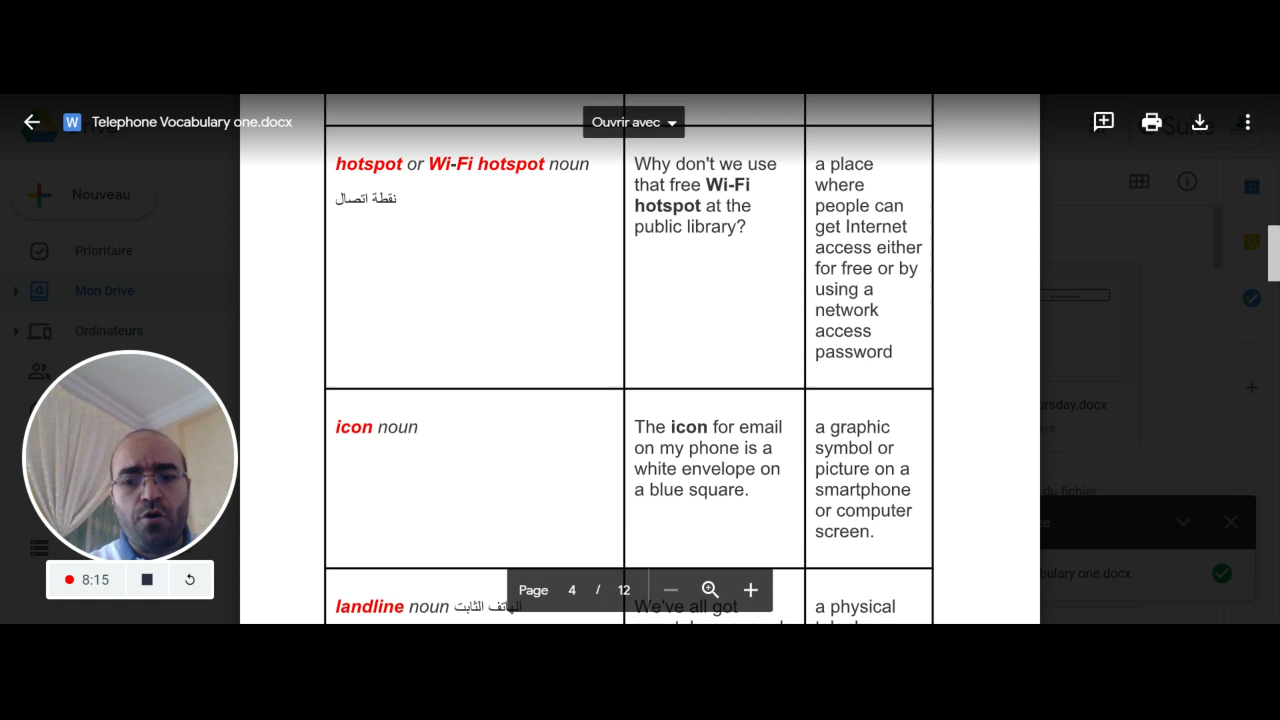 Telephone Vocabulary one.docx
Ouvrir avec
Nouveau
Prioritaire
Mon Drive
Ordinateurs
hotspot or Wi-Fi hotspot noun
نقطة اتصال
Why don't we use
that free Wi-Fi
hotspot at the
public library?
a place
where
people can
get Internet
access either
for free or by
using a
network
access
password
icon noun
The icon for email
on my phone is a
white envelope on
a blue square.
a graphic
symbol or
picture on a
smartphone
or computer
screen.
landline noun الهاتف الثابت
We've all got
a physical
Page 4 / 12
8:15
rsday.docx
du fichier
bulary one.docx